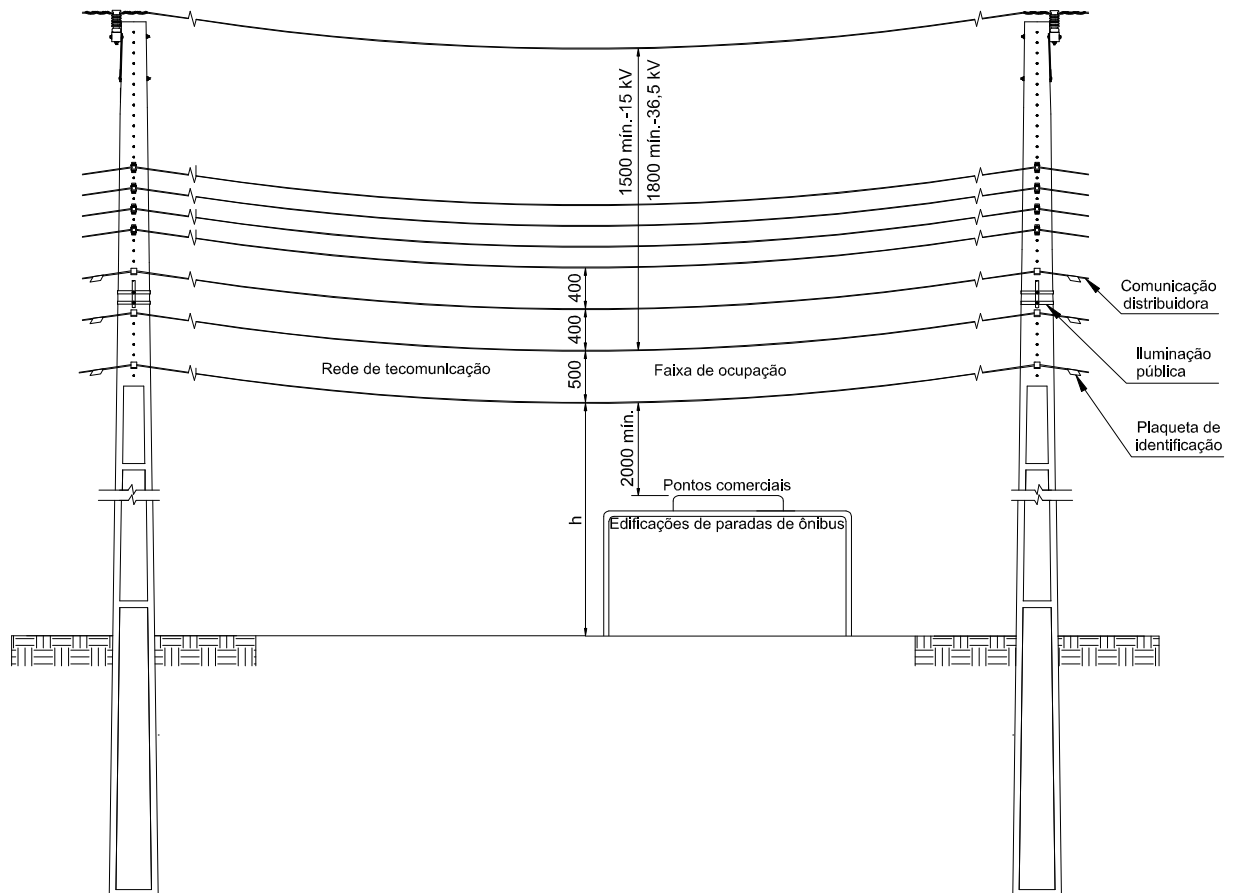 1500 mín.-15 kV
1800 mín.-36,5 kV
400
400
500
Comunicação
distribuidora
Iluminação
pública
Rede de tecomunicação
Faixa de ocupação
Plaqueta de
identificação
2000 mín.
h
Pontos comerciais
Edificações de paradas de ônibus